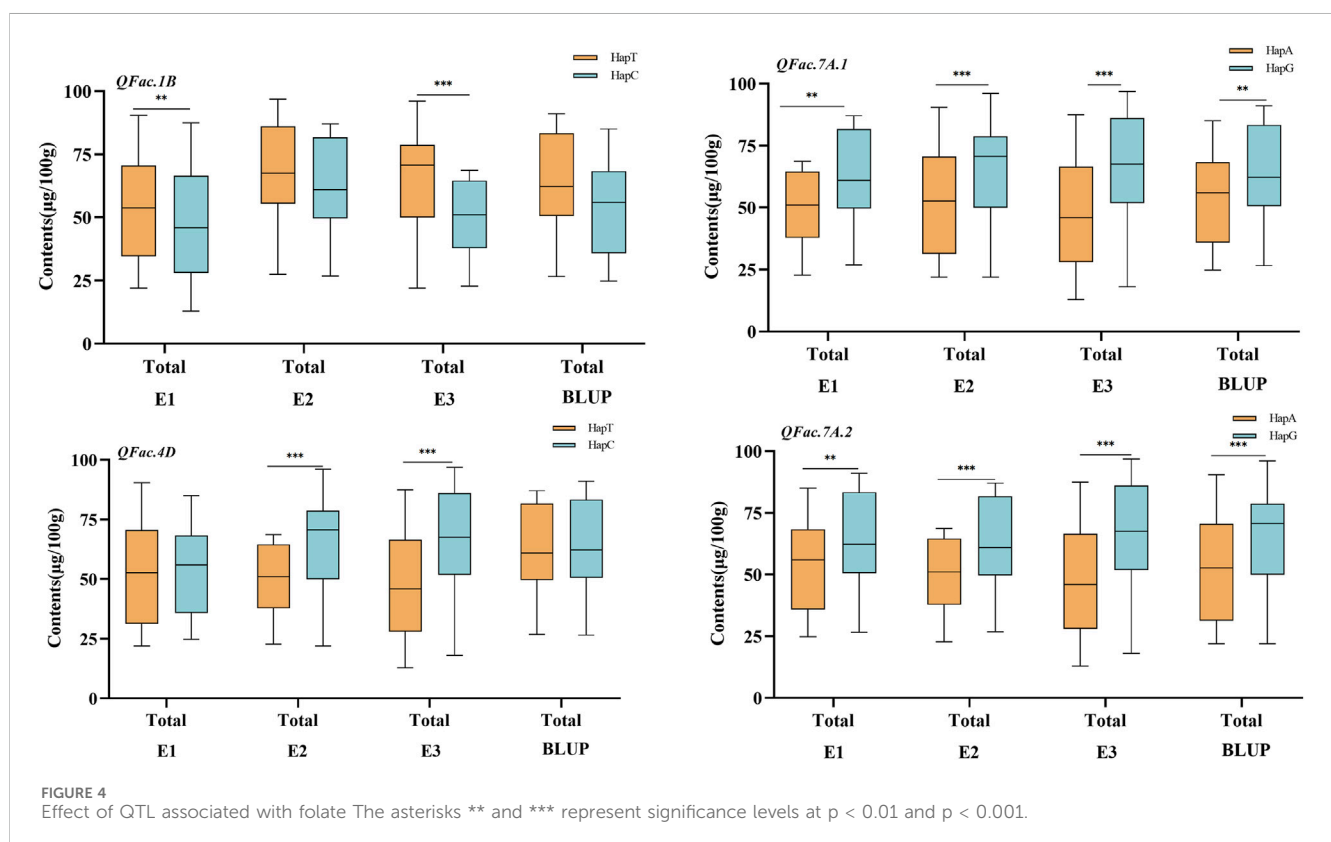 QFac.1B
HapT
HapC
**
***
Contents(µg/100g)
100
75
50
25
0
Total
Total
Total
Total
E1
E2
E3
BLUP
QFac.7A.1
HapA
HapG
**
***
***
**
Contents(µg/100g)
100
75
50
25
0
Total
Total
Total
Total
E1
E2
E3
BLUP
QFac.4D
HapT
HapC
***
***
Contents(µg/100g)
100
75
50
25
0
Total
Total
Total
Total
E1
E2
E3
BLUP
QFac.7A.2
HapA
HapG
**
***
***
***
Contents(µg/100g)
100
75
50
25
0
Total
Total
Total
Total
E1
E2
E3
BLUP
FIGURE 4
Effect of QTL associated with folate The asterisks ** and *** represent significance levels at p < 0.01 and p < 0.001.